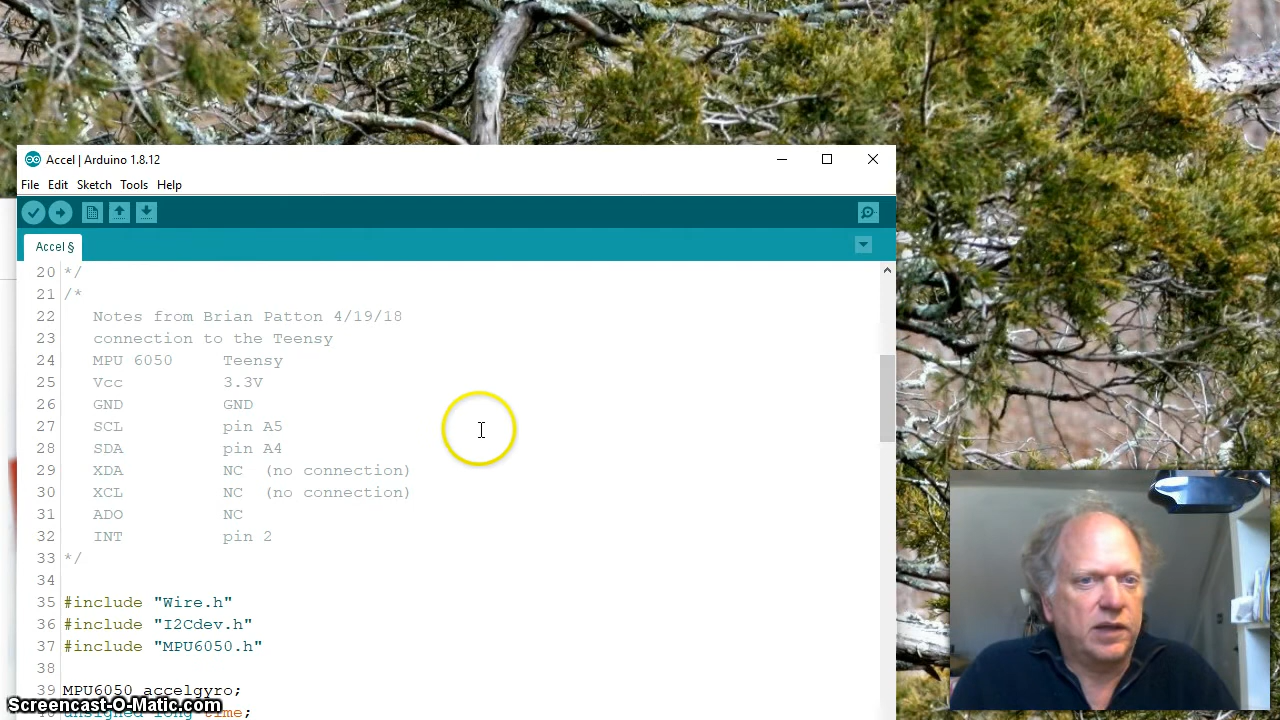 Accel | Arduino 1.8.12
File Edit Sketch Tools Help
Accel §
20 */
21 /*
22 Notes from Brian Patton 4/19/18
23 connection to the Teensy
24 MPU 6050 Teensy
25 Vcc 3.3V
26 GND GND
27 SCL pin A5
28 SDA pin A4
29 XDA NC (no connection)
30 XCL NC (no connection)
31 ADO NC
32 INT pin 2
33 */
34
35 #include "Wire.h"
36 #include "I2Cdev.h"
37 #include "MPU6050.h"
38
39 MPU6050 accelgyro;
unsigned long time;
Screencast-O-Matic.com